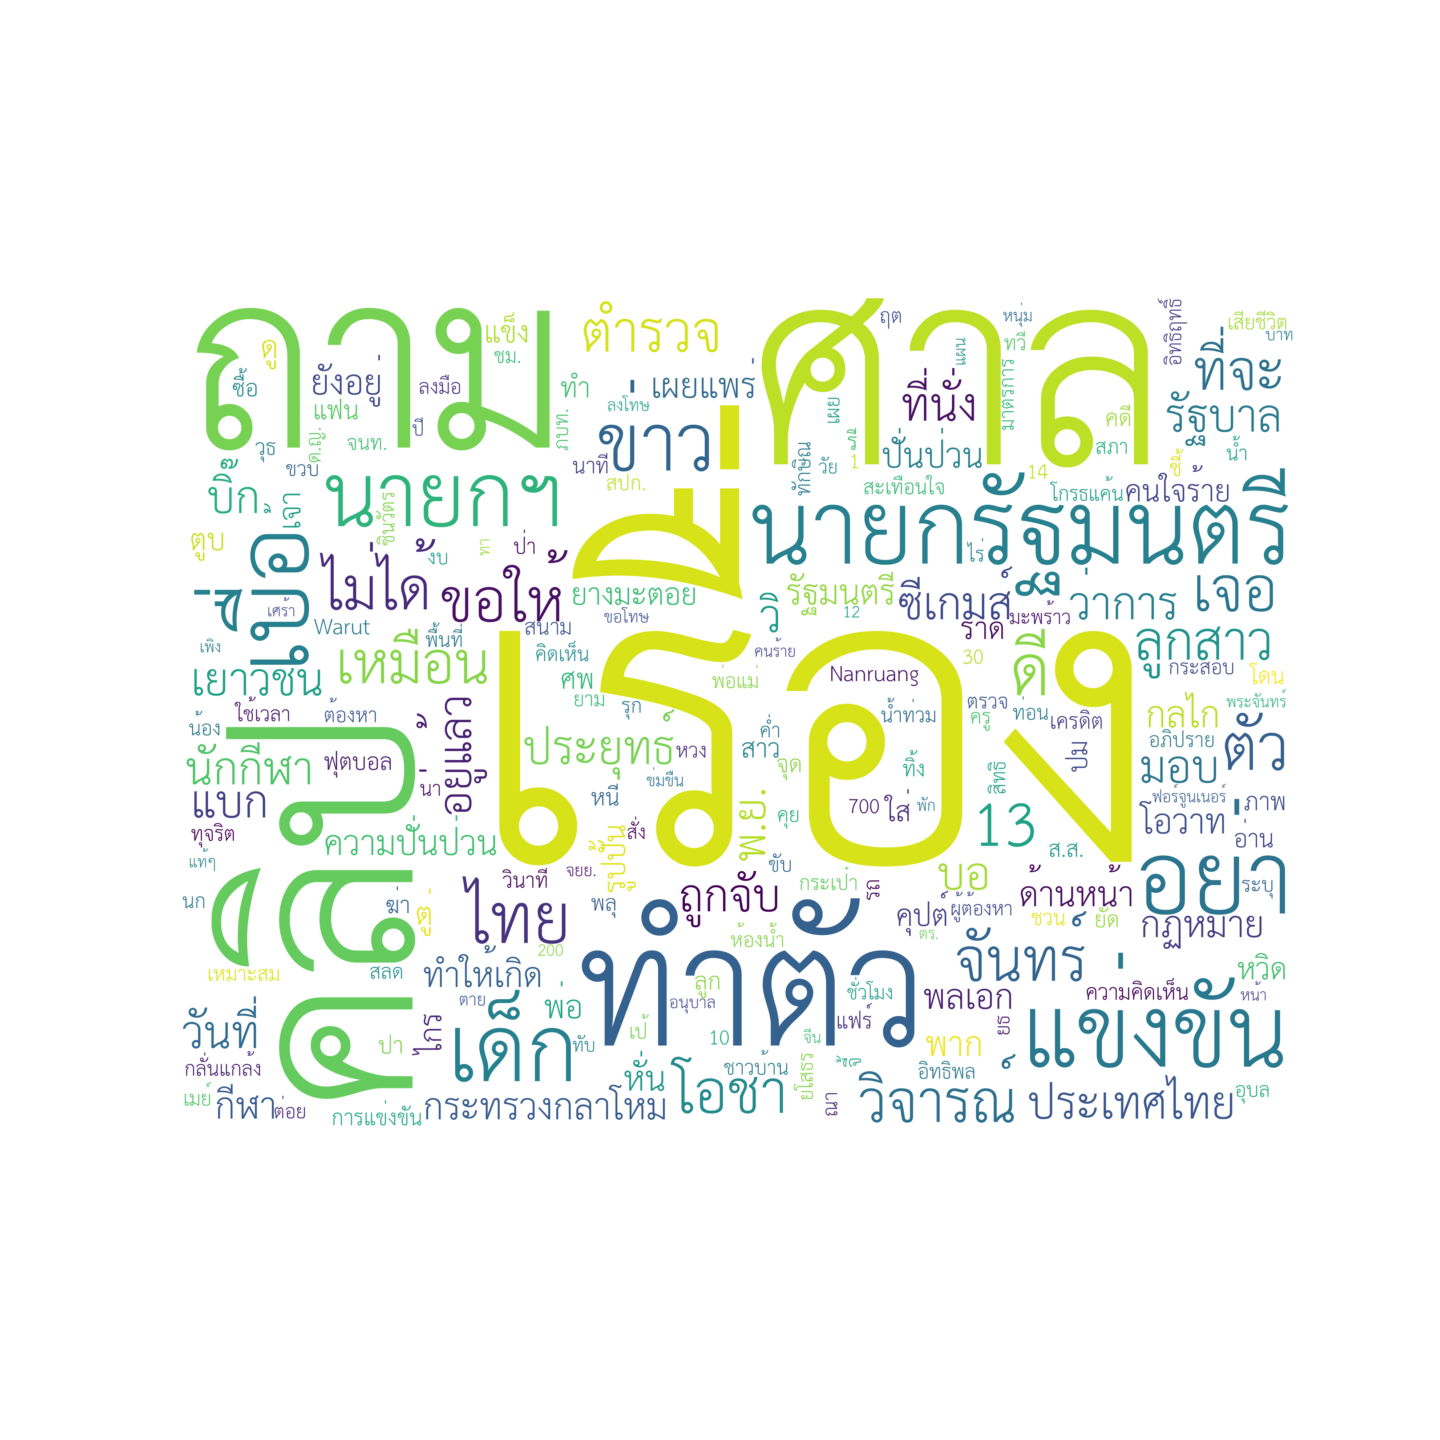 ถาม
ศาล
เรื่อง
คลิป
ทำตัว
นายกรัฐมนตรี
นายกฯ
ตำรวจ
ข่าว
แข็ง
ชม.
ดู
ซื้อ
ยังอยู่
ลงมือ
ทำ
แฟน
ปี
วุธ
ด.ญ.
จนท.
ภบท.
ขวบ
ลงโทษ
เผยแพร่
นาที
สปก.
ฤต
หนุ่ม
ทวี
แผน
มาตรการ
ที่นั่ง
เผย
ปั่นป่วน
1
วัย
ทักษิณ
สะเทือนใจ
14
คดี
สภา
อิทธิฤทธิ์
เสียชีวิต
บาท
ที่จะ
รัฐบาล
น้ำ
โกรธแค้น
คนใจร้าย
บิ๊ก
เจา
ชินวัตร
ตูบ
ป่า
ทา
ไม่ได้
ขอให้
เศร้า
Warut
พื้นที่
สนาม
ยางมะตอย
ขอโทษ
รัฐมนตรี
12
ซีเกมส์
ไร่
ว่าการ
เจอ
วิ
ราด
มะพร้าว
ลูกสาว
เพิง
เยาวชน
เหมือน
คิดเห็น
คนร้าย
ศพ
ยาม
พ่อแม่
Nanruang
30
ดี
กระสอบ
โดน
พระจันทร์
น้อง
ใช้เวลา
ต้องหา
อยู่แล้ว
รุก
ค่ำ
น้ำท่วม
ตรวจ
ครู
ท่อน
เครดิต
กลไก
อภิปราย
ตัว
นักกีฬา
ฟุตบอล
น่า
ประยุทธ์
หวง
สาว
จุด
ทิ้ง
สิทธิ
ปม
มอบ
ฟอร์จูนเนอร์
ภาพ
แบก
หนี
ข่มขืน
พ.ย.
คุย
700
ใส่
พัก
13
โอวาท
อ่าน
ทุจริต
ความปั่นป่วน
สั่ง
รูปปั้น
ส.ส.
แท้ๆ
วินาที
จยย.
ขับ
บอ
อย่า
ระบุ
นก
ฆ่า
ตู้
ไทย
พลุ
ถูกจับ
กระเป๋า
รถ
คุปต์
ผู้ต้องหา
ด้านหน้า
ชวน
ยัด
กฎหมาย
เหมาะสม
สลด
ทำให้เกิด
200
ห้องน้ำ
ตร.
จันทร์
หวิด
วันที่
ตาย
พ่อ
ลูก
อนุบาล
ชั่วโมง
พลเอก
ความคิดเห็น
หน้า
ไกร
เด็ก
ปา
ทับ
เป้
10
จีน
แฟร์
พาก
ยธ
แข่งขัน
กลั่นแกล้ง
หั่น
ชาวบ้าน
ยโสธร
อิทธิพล
เมย์
กีฬา
ต่อย
การแข่งขัน
กระทรวงกลาโหม
โอชา
ณา
วิจารณ์
ประเทศไทย
อุบล